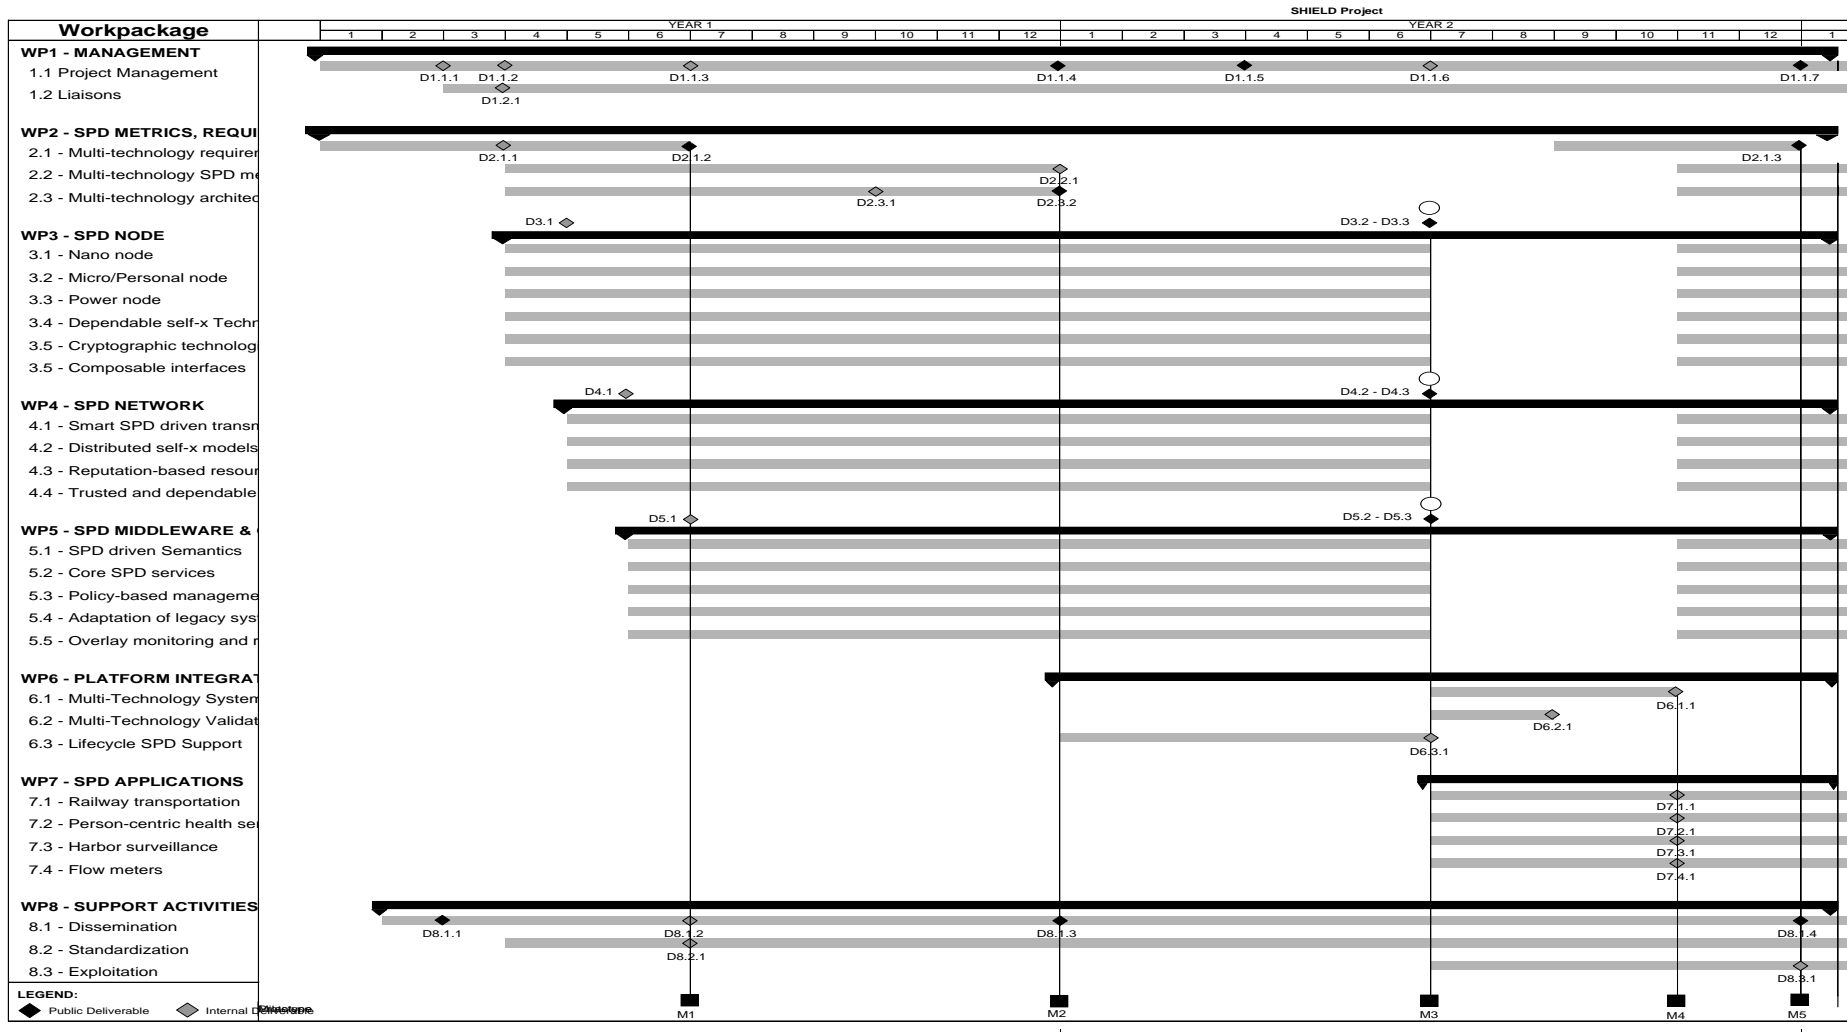 SHIELD Project
Workpackage YEAR 1 YEAR 2
1 2 3 4 5 6 7 8 9 10 11 12 1 2 3 4 5 6 7 8 9 10 11 12 1
WP1 - MANAGEMENT
1.1 Project Management
D1.1.1 D1.1.2 D1.1.3 D1.1.4 D1.1.5 D1.1.6 D1.1.7
1.2 Liaisons
D1.2.1
WP2 - SPD METRICS, REQUI
2.1 - Multi-technology requirer
D2.1.1 D2.1.2 D2.1.3
2.2 - Multi-technology SPD me
D2.2.1
2.3 - Multi-technology architec
D2.3.1 D2.3.2
D3.1 D3.2 - D3.3
WP3 - SPD NODE
3.1 - Nano node
3.2 - Micro/Personal node
3.3 - Power node
3.4 - Dependable self-x Techn
3.5 - Cryptographic technolog
3.5 - Composable interfaces
D4.1 D4.2 - D4.3
WP4 - SPD NETWORK
4.1 - Smart SPD driven transn
4.2 - Distributed self-x models
4.3 - Reputation-based resour
4.4 - Trusted and dependable
D5.1 D5.2 - D5.3
WP5 - SPD MIDDLEWARE &
5.1 - SPD driven Semantics
5.2 - Core SPD services
5.3 - Policy-based manageme
5.4 - Adaptation of legacy sys
5.5 - Overlay monitoring and r
WP6 - PLATFORM INTEGRAT
6.1 - Multi-Technology System
D6.1.1
6.2 - Multi-Technology Validat
D6.2.1
6.3 - Lifecycle SPD Support
D6.3.1
WP7 - SPD APPLICATIONS
7.1 - Railway transportation
D7.1.1
7.2 - Person-centric health ser
D7.2.1
7.3 - Harbor surveillance
D7.3.1
7.4 - Flow meters
D7.4.1
WP8 - SUPPORT ACTIVITIES
8.1 - Dissemination
D8.1.1 D8.1.2 D8.1.3 D8.1.4
8.2 - Standardization
D8.2.1
8.3 - Exploitation
D8.3.1
LEGEND:
Public Deliverable Internal Deliverable
M1 M2 M3 M4 M5